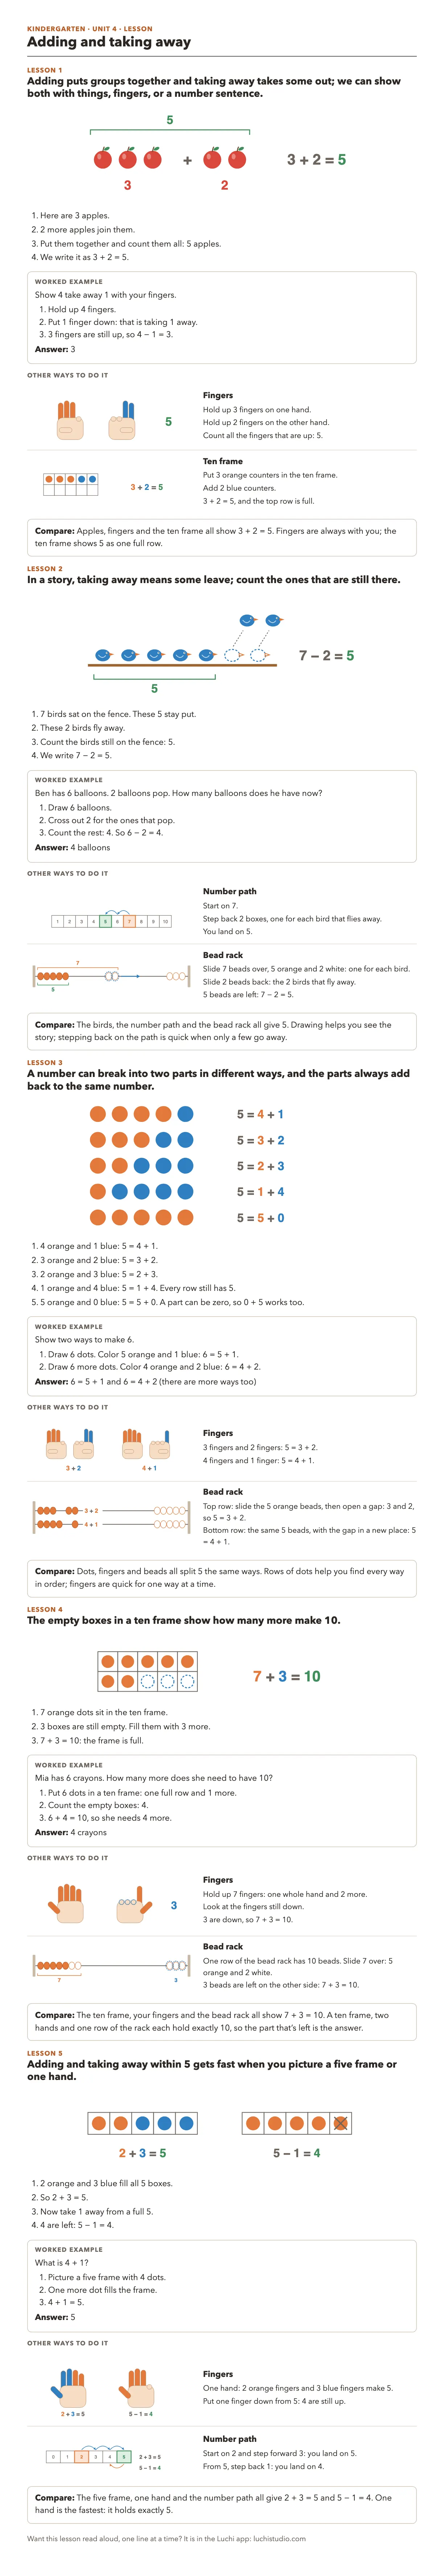 KINDERGARTEN · UNIT 4 · LESSON
Adding and taking away
LESSON 1
Adding puts groups together and taking away takes some out; we can show
both with things, fingers, or a number sentence.
5
+
3 + 2 = 5
3
2
1. Here are 3 apples.
2. 2 more apples join them.
3. Put them together and count them all: 5 apples.
4. We write it as 3 + 2 = 5.
WORKED EXAMPLE
Show 4 take away 1 with your fingers.
1. Hold up 4 fingers.
2. Put 1 finger down: that is taking 1 away.
3. 3 fingers are still up, so 4 − 1 = 3.
Answer: 3
OTHER WAYS TO DO IT
5
Fingers
Hold up 3 fingers on one hand.
Hold up 2 fingers on the other hand.
Count all the fingers that are up: 5.
3 + 2 = 5
Ten frame
Put 3 orange counters in the ten frame.
Add 2 blue counters.
3 + 2 = 5, and the top row is full.
Compare: Apples, fingers and the ten frame all show 3 + 2 = 5. Fingers are always with you; the
ten frame shows 5 as one full row.
LESSON 2
In a story, taking away means some leave; count the ones that are still there.
7 − 2 = 5
5
1. 7 birds sat on the fence. These 5 stay put.
2. These 2 birds fly away.
3. Count the birds still on the fence: 5.
4. We write 7 − 2 = 5.
WORKED EXAMPLE
Ben has 6 balloons. 2 balloons pop. How many balloons does he have now?
1. Draw 6 balloons.
2. Cross out 2 for the ones that pop.
3. Count the rest: 4. So 6 − 2 = 4.
Answer: 4 balloons
OTHER WAYS TO DO IT
1 2 3 4 5 6 7 8 9 10
Number path
Start on 7.
Step back 2 boxes, one for each bird that flies away.
You land on 5.
7
5
Bead rack
Slide 7 beads over, 5 orange and 2 white: one for each bird.
Slide 2 beads back: the 2 birds that fly away.
5 beads are left: 7 − 2 = 5.
Compare: The birds, the number path and the bead rack all give 5. Drawing helps you see the
story; stepping back on the path is quick when only a few go away.
LESSON 3
A number can break into two parts in different ways, and the parts always add
back to the same number.
5 = 4 + 1
5 = 3 + 2
5 = 2 + 3
5 = 1 + 4
5 = 5 + 0
1. 4 orange and 1 blue: 5 = 4 + 1.
2. 3 orange and 2 blue: 5 = 3 + 2.
3. 2 orange and 3 blue: 5 = 2 + 3.
4. 1 orange and 4 blue: 5 = 1 + 4. Every row still has 5.
5. 5 orange and 0 blue: 5 = 5 + 0. A part can be zero, so 0 + 5 works too.
WORKED EXAMPLE
Show two ways to make 6.
1. Draw 6 dots. Color 5 orange and 1 blue: 6 = 5 + 1.
2. Draw 6 more dots. Color 4 orange and 2 blue: 6 = 4 + 2.
Answer: 6 = 5 + 1 and 6 = 4 + 2 (there are more ways too)
OTHER WAYS TO DO IT
3 + 2
4 + 1
Fingers
3 fingers and 2 fingers: 5 = 3 + 2.
4 fingers and 1 finger: 5 = 4 + 1.
3 + 2
4 + 1
Bead rack
Top row: slide the 5 orange beads, then open a gap: 3 and 2,
so 5 = 3 + 2.
Bottom row: the same 5 beads, with the gap in a new place: 5
= 4 + 1.
Compare: Dots, fingers and beads all split 5 the same ways. Rows of dots help you find every way
in order; fingers are quick for one way at a time.
LESSON 4
The empty boxes in a ten frame show how many more make 10.
7 + 3 = 10
1. 7 orange dots sit in the ten frame.
2. 3 boxes are still empty. Fill them with 3 more.
3. 7 + 3 = 10: the frame is full.
WORKED EXAMPLE
Mia has 6 crayons. How many more does she need to have 10?
1. Put 6 dots in a ten frame: one full row and 1 more.
2. Count the empty boxes: 4.
3. 6 + 4 = 10, so she needs 4 more.
Answer: 4 crayons
OTHER WAYS TO DO IT
3
Fingers
Hold up 7 fingers: one whole hand and 2 more.
Look at the fingers still down.
3 are down, so 7 + 3 = 10.
7
3
Bead rack
One row of the bead rack has 10 beads. Slide 7 over: 5
orange and 2 white.
3 beads are left on the other side: 7 + 3 = 10.
Compare: The ten frame, your fingers and the bead rack all show 7 + 3 = 10. A ten frame, two
hands and one row of the rack each hold exactly 10, so the part that's left is the answer.
LESSON 5
Adding and taking away within 5 gets fast when you picture a five frame or
one hand.
2 + 3 = 5
5 − 1 = 4
1. 2 orange and 3 blue fill all 5 boxes.
2. So 2 + 3 = 5.
3. Now take 1 away from a full 5.
4. 4 are left: 5 − 1 = 4.
WORKED EXAMPLE
What is 4 + 1?
1. Picture a five frame with 4 dots.
2. One more dot fills the frame.
3. 4 + 1 = 5.
Answer: 5
OTHER WAYS TO DO IT
2 + 3 = 5
5 − 1 = 4
Fingers
One hand: 2 orange fingers and 3 blue fingers make 5.
Put one finger down from 5: 4 are still up.
0 1 2 3 4 5
2 + 3 = 5
5 − 1 = 4
Number path
Start on 2 and step forward 3: you land on 5.
From 5, step back 1: you land on 4.
Compare: The five frame, one hand and the number path all give 2 + 3 = 5 and 5 − 1 = 4. One
hand is the fastest: it holds exactly 5.
Want this lesson read aloud, one line at a time? It is in the Luchi app: luchistudio.com